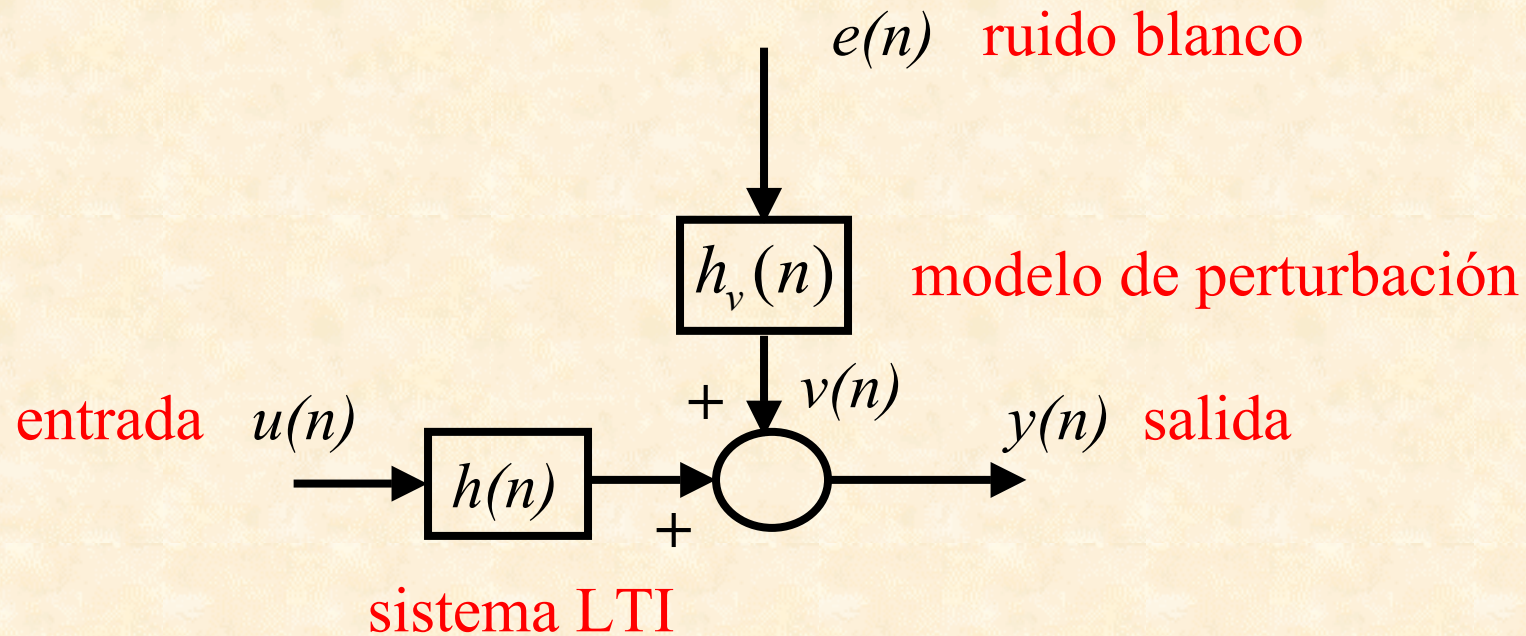 e(n) ruido blanco
h_v(n) modelo de perturbación
+ v(n)
entrada u(n)
y(n) salida
h(n)
+
sistema LTI